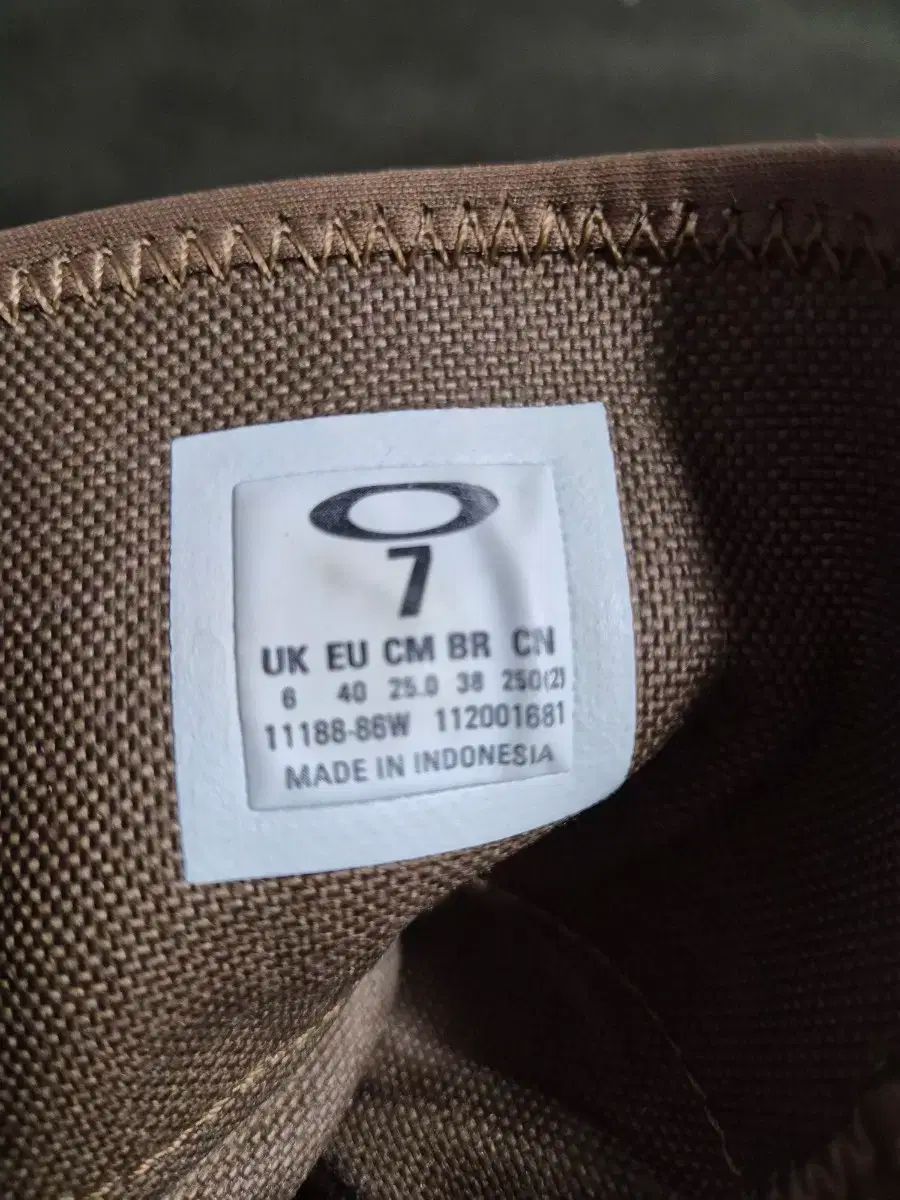 7
UK EU CM BR CN
6 40 25.0 38 250(2)
11188-86W 112001681
MADE IN INDONESIA